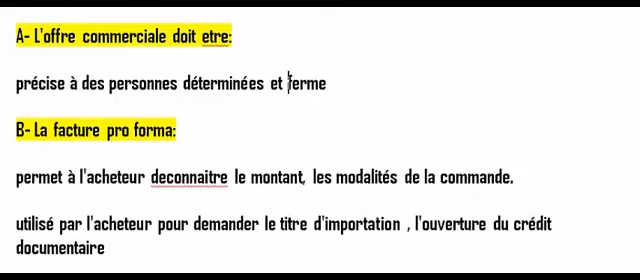 A- L'offre commerciale doit etre:
précise à des personnes déterminées et ferme
B- La facture pro forma:
permet à l'acheteur deconnaitre le montant, les modalités de la commande.
utilisé par l'acheteur pour demander le titre d'importation , l'ouverture du crédit
documentaire